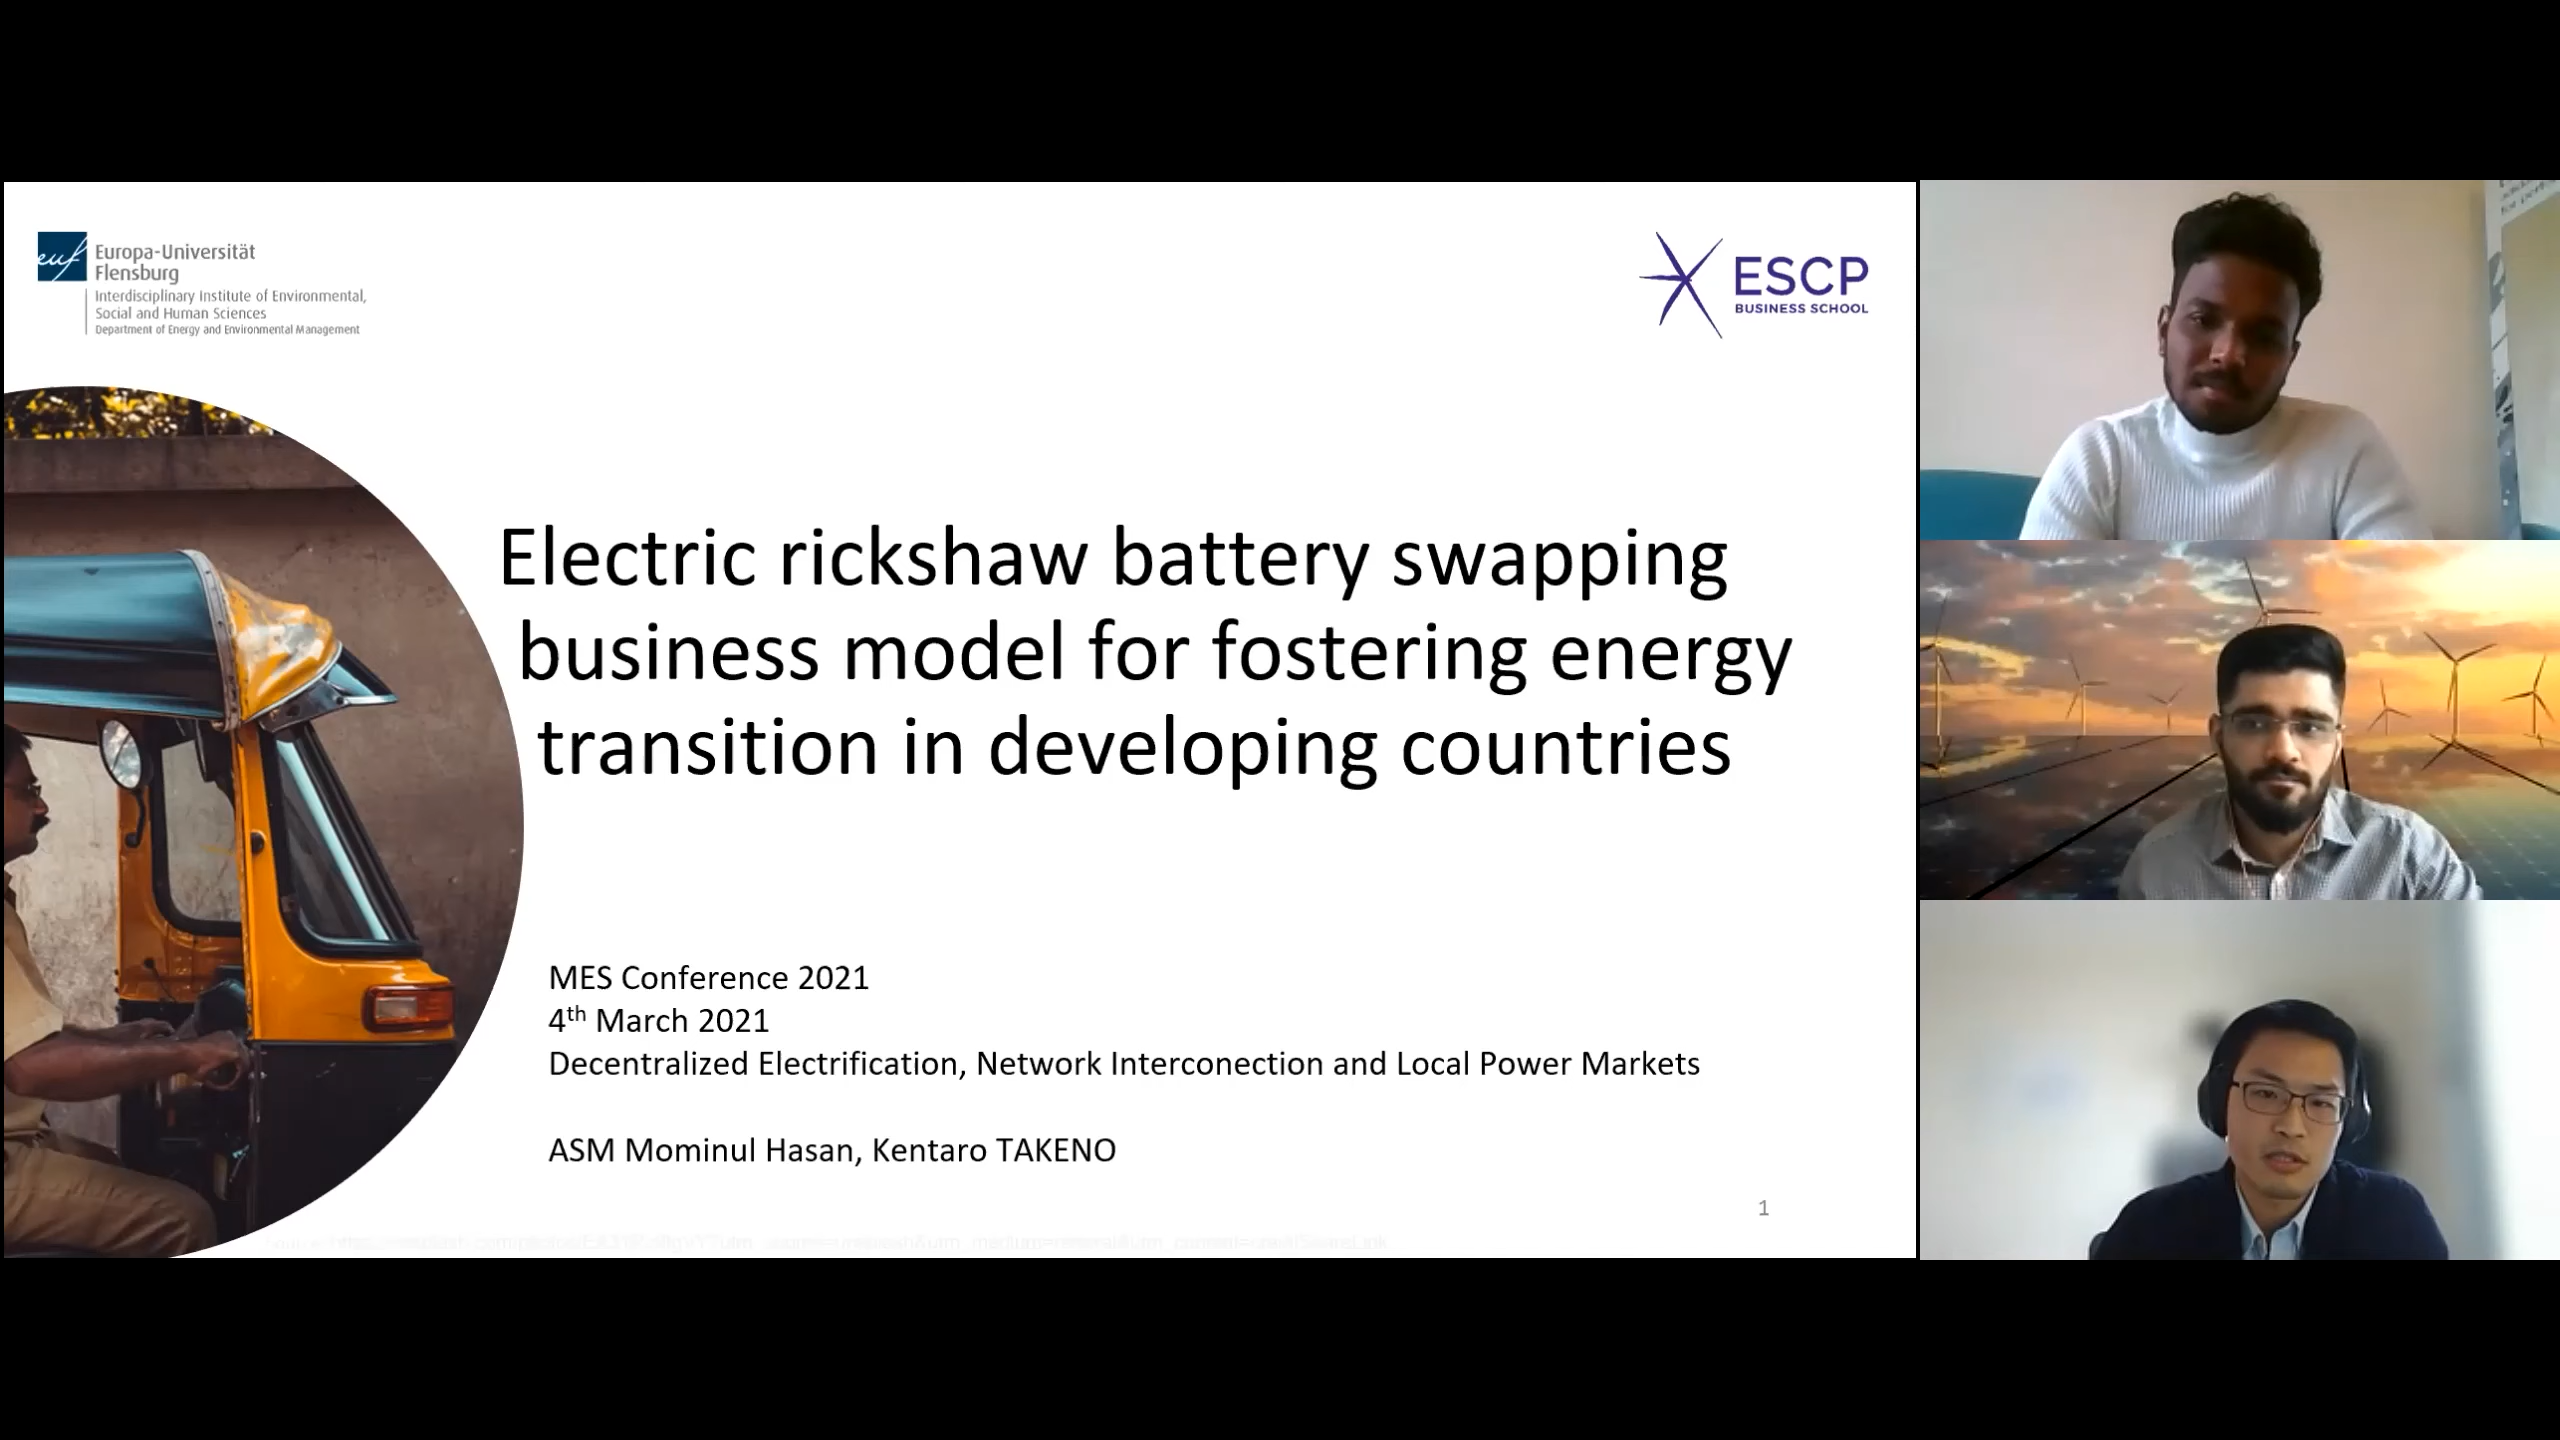 euf
Europa-Universität
Flensburg
Interdisciplinary Institute of Environmental,
Social and Human Sciences
Department of Energy and Environmental Management
ESCP
BUSINESS SCHOOL
Electric rickshaw battery swapping
business model for fostering energy
transition in developing countries
MES Conference 2021
4th March 2021
Decentralized Electrification, Network Interconection and Local Power Markets
ASM Mominul Hasan, Kentaro TAKENO
1